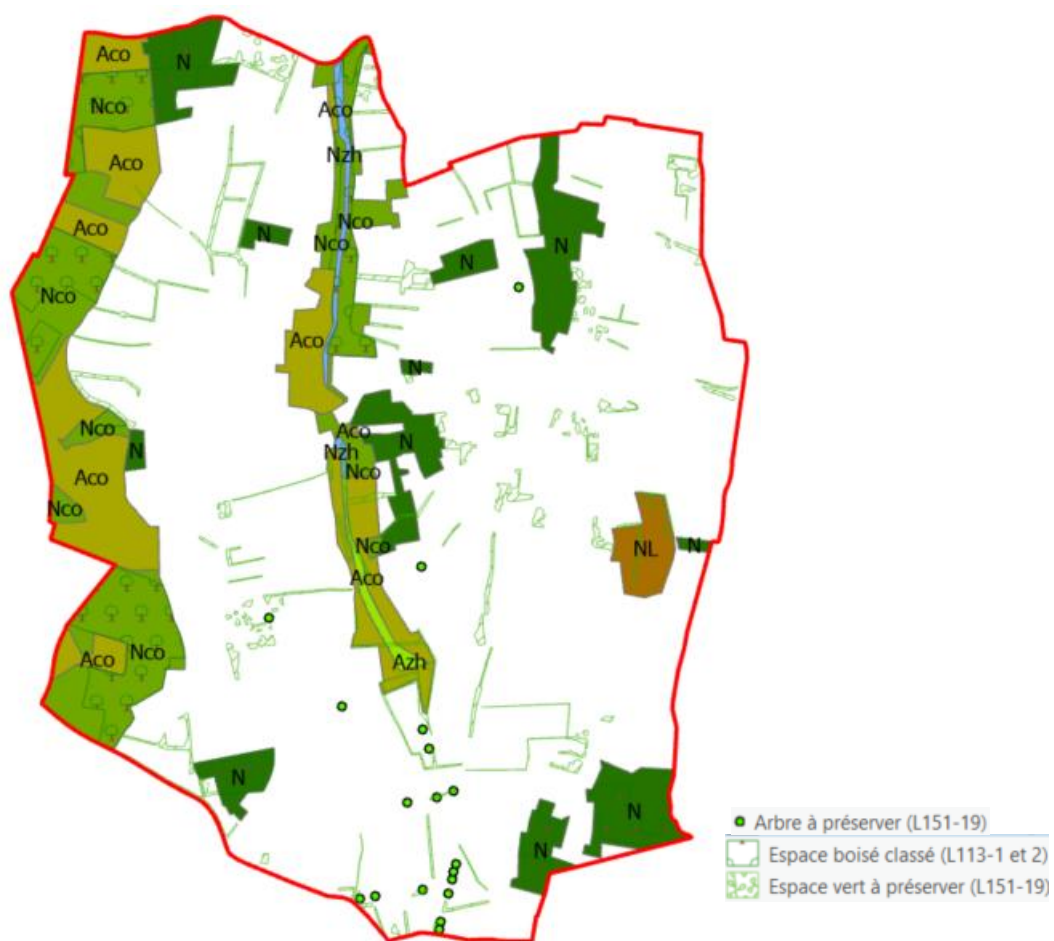 Aco
N
Nco
Aco
Aco
Nzh
Aco
Nco
N
Nco
N
N
Nco
Aco
N
Aco
N
Nco
Nzh
N
Nco
Aco
Nco
Nco
NL
N
Aco
Nco
Aco
Azh
N
N
N
Arbre à préserver (L151-19)
Espace boisé classé (L113-1 et 2)
Espace vert à préserver (L151-19)